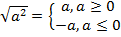 √a² = { a, a ≥ 0
−a, a ≤ 0